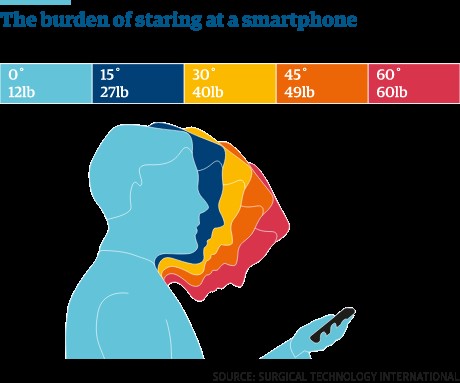 The burden of staring at a smartphone
0° 15° 30° 45° 60°
12lb 27lb 40lb 49lb 60lb
SOURCE: SURGICAL TECHNOLOGY INTERNATIONAL